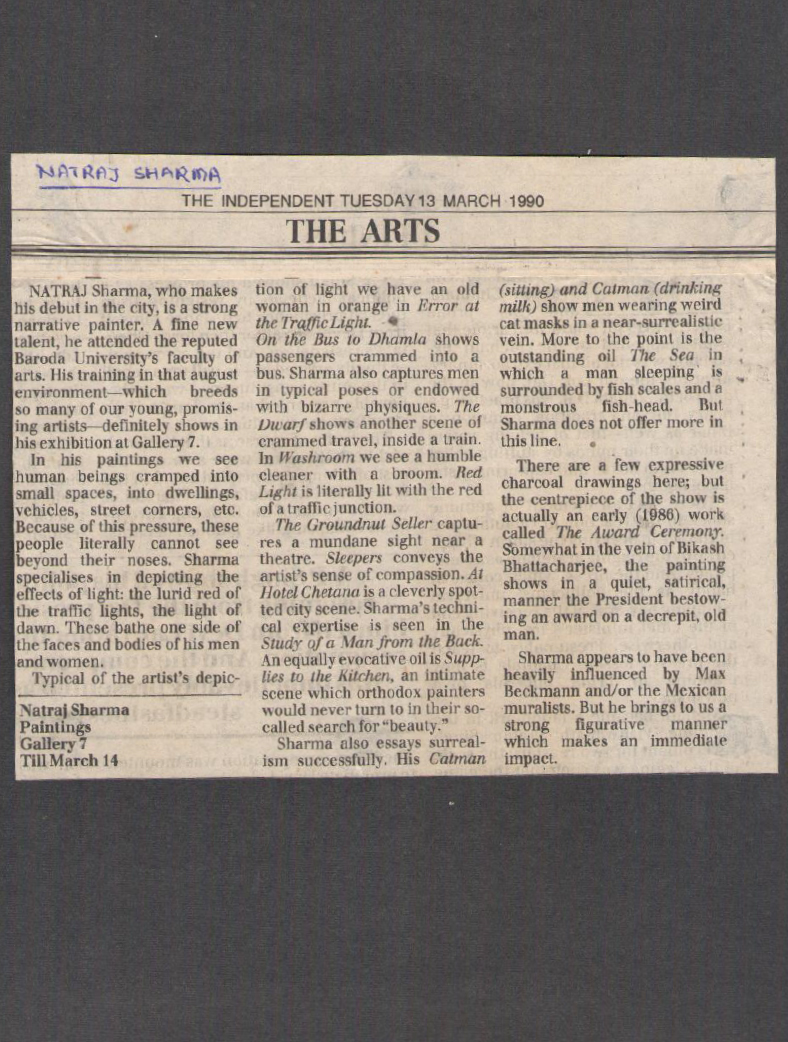 NATRAJ SHARMA
THE INDEPENDENT TUESDAY 13 MARCH 1990
THE ARTS
NATRAJ Sharma, who makes
his debut in the city, is a strong
narrative painter. A fine new
talent, he attended the reputed
Baroda University's faculty of
arts. His training in that august
environment—which breeds
so many of our young, promis-
ing artists—definitely shows in
his exhibition at Gallery 7.
In his paintings we see
human beings cramped into
small spaces, into dwellings,
vehicles, street corners, etc.
Because of this pressure, these
people literally cannot see
beyond their noses. Sharma
specialises in depicting the
effects of light: the lurid red of
the traffic lights, the light of
dawn. These bathe one side of
the faces and bodies of his men
and women.
Typical of the artist's depic-
Natraj Sharma
Paintings
Gallery 7
Till March 14
tion of light we have an old
woman in orange in Error at
the Traffic Light.
On the Bus to Dhamla shows
passengers crammed into a
bus. Sharma also captures men
in typical poses or endowed
with bizarre physiques. The
Dwarf shows another scene of
crammed travel, inside a train.
In Washroom we see a humble
cleaner with a broom. Red
Light is literally lit with the red
of a traffic junction.
The Groundnut Seller captu-
res a mundane sight near a
theatre. Sleepers conveys the
artist's sense of compassion. At
Hotel Chetana is a cleverly spot-
ted city scene. Sharma's techni-
cal expertise is seen in the
Study of a Man from the Back.
An equally evocative oil is Supp-
lies to the Kitchen, an intimate
scene which orthodox painters
would never turn to in their so-
called search for "beauty."
Sharma also essays surreal-
ism successfully. His Catman
(sitting) and Catman (drinking
milk) show men wearing weird
cat masks in a near-surrealistic
vein. More to the point is the
outstanding oil The Sea in
which a man sleeping is
surrounded by fish scales and a
monstrous fish-head. But
Sharma does not offer more in
this line.
There are a few expressive
charcoal drawings here; but
the centrepiece of the show is
actually an early (1986) work
called The Award Ceremony.
Somewhat in the vein of Bikash
Bhattacharjee, the painting
shows in a quiet, satirical,
manner the President bestow-
ing an award on a decrepit, old
man.
Sharma appears to have been
heavily influenced by Max
Beckmann and/or the Mexican
muralists. But he brings to us a
strong figurative manner
which makes an immediate
impact.